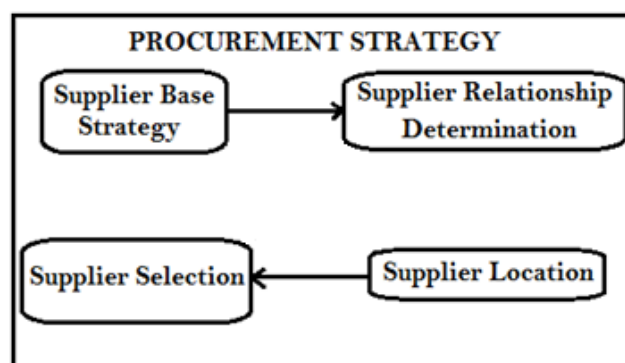 PROCUREMENT STRATEGY
Supplier Base
Strategy
Supplier Relationship
Determination
Supplier Selection
Supplier Location